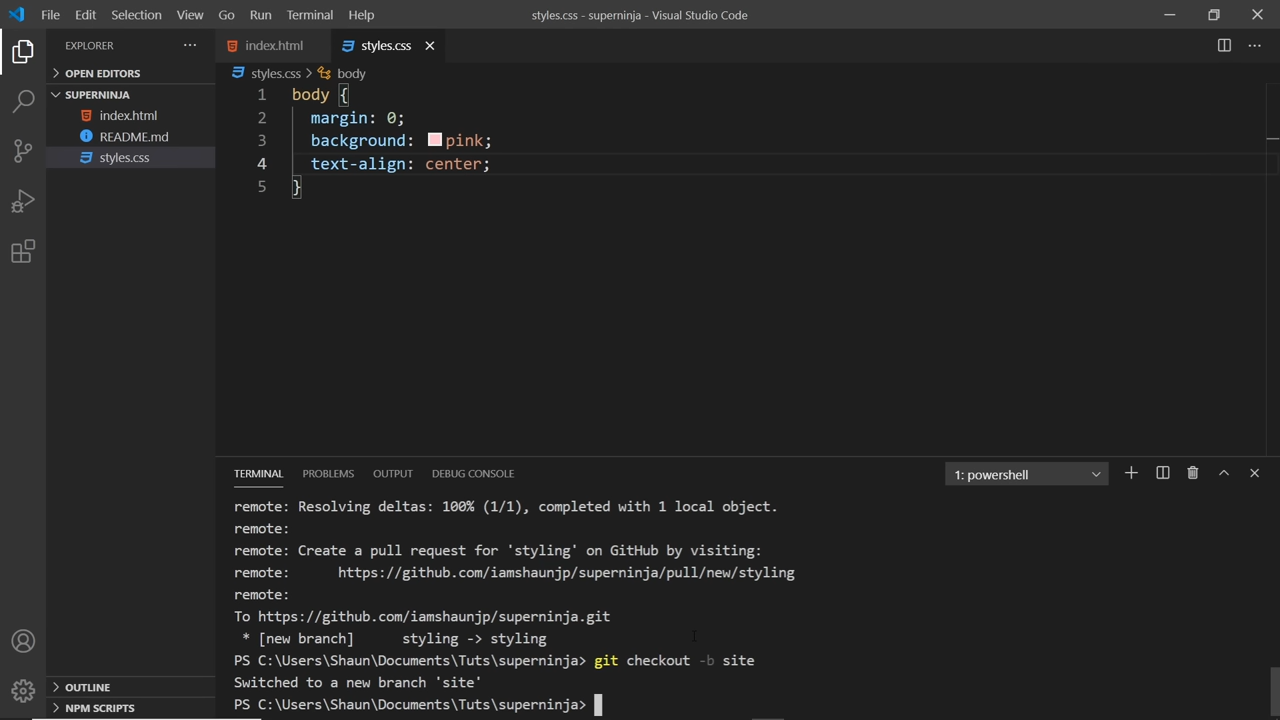 File Edit Selection View Go Run Terminal Help
styles.css - superninja - Visual Studio Code
EXPLORER
OPEN EDITORS
SUPERNINJA
index.html
README.md
styles.css
OUTLINE
NPM SCRIPTS
index.html styles.css
styles.css > body
1 body {
2 margin: 0;
3 background: pink;
4 text-align: center;
5 }
TERMINAL PROBLEMS OUTPUT DEBUG CONSOLE
1: powershell
remote: Resolving deltas: 100% (1/1), completed with 1 local object.
remote:
remote: Create a pull request for 'styling' on GitHub by visiting:
remote: https://github.com/iamshaunjp/superninja/pull/new/styling
remote:
To https://github.com/iamshaunjp/superninja.git
* [new branch] styling -> styling
PS C:\Users\Shaun\Documents\Tuts\superninja> git checkout -b site
Switched to a new branch 'site'
PS C:\Users\Shaun\Documents\Tuts\superninja>